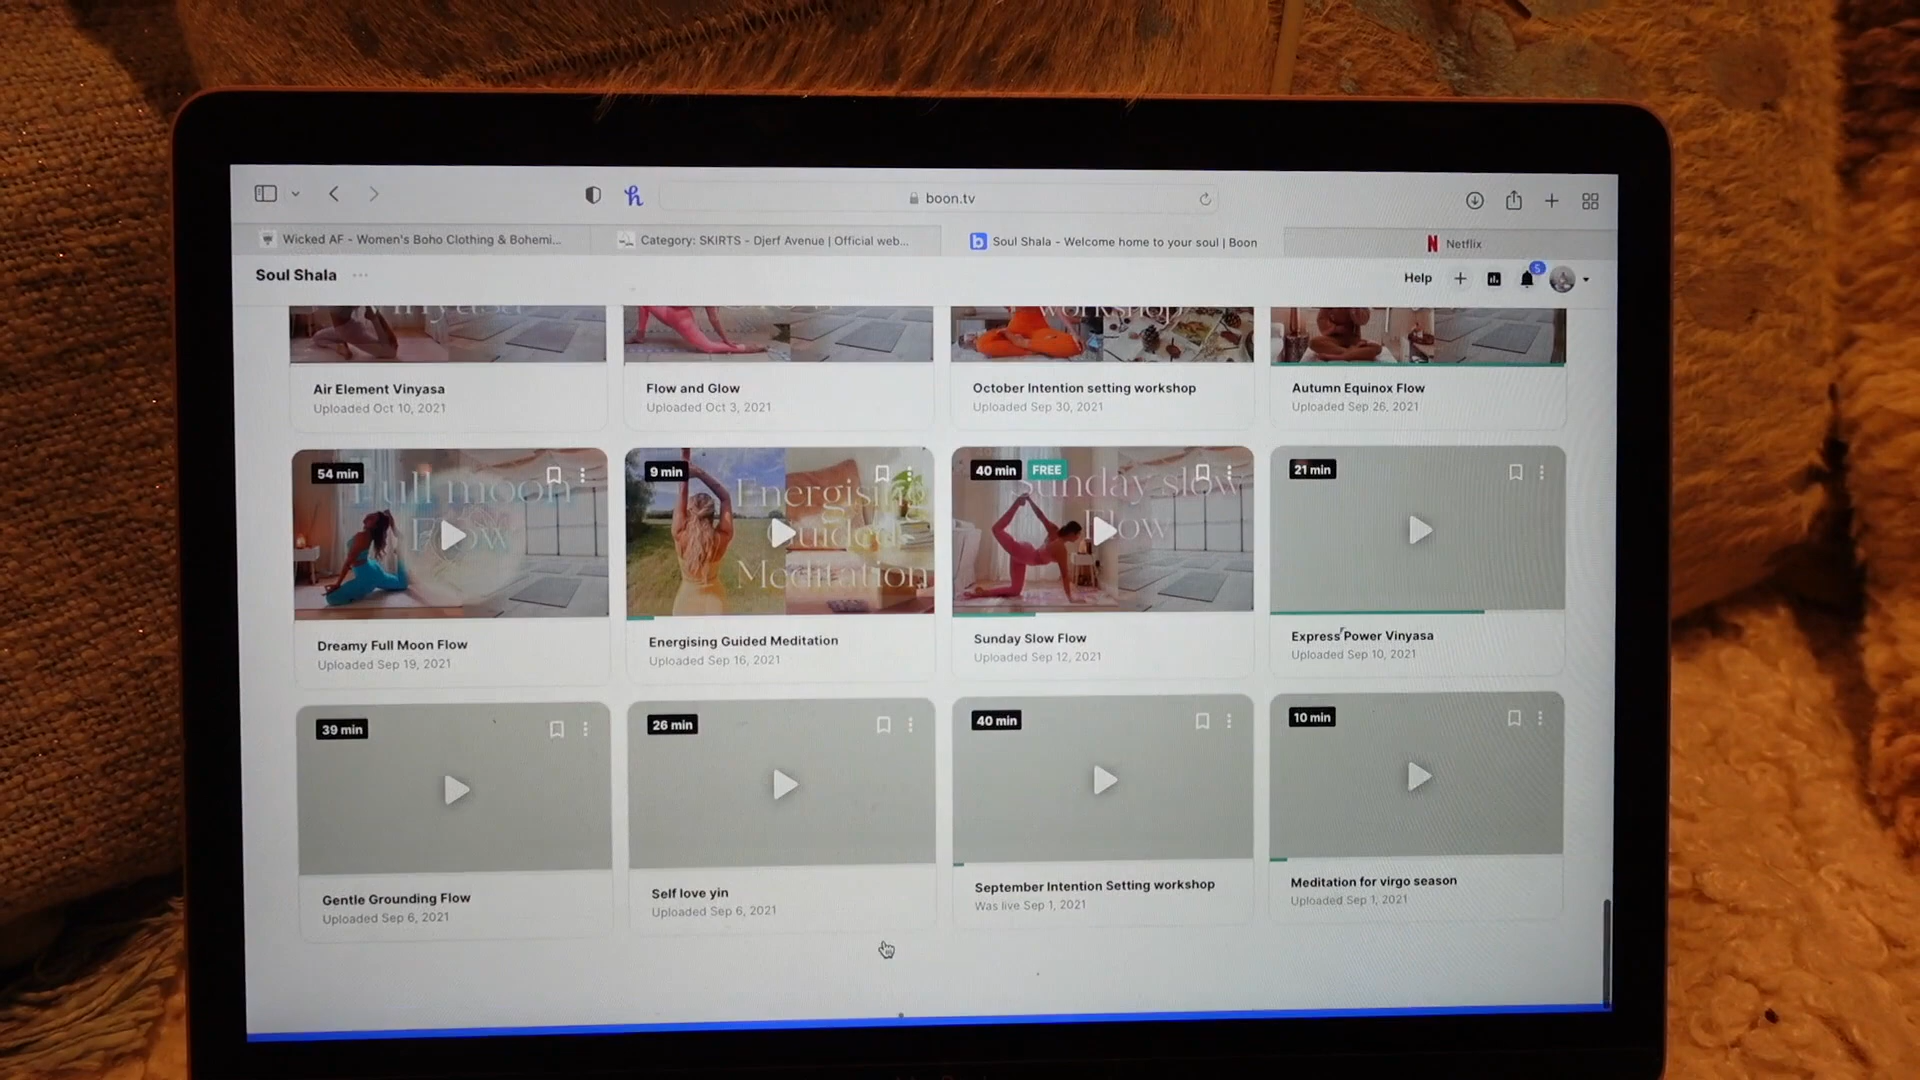 boon.tv
Wicked AF - Women's Boho Clothing & Bohemi...
Category: SKIRTS - Djerf Avenue | Official web...
Soul Shala - Welcome home to your soul | Boon
Netflix
Soul Shala
Help
5
workshop
Air Element Vinyasa
Uploaded Oct 10, 2021
Flow and Glow
Uploaded Oct 3, 2021
October Intention setting workshop
Uploaded Sep 30, 2021
Autumn Equinox Flow
Uploaded Sep 26, 2021
54 min
Full moon
Flow
Dreamy Full Moon Flow
Uploaded Sep 19, 2021
9 min
Energising
Guided
Meditation
Energising Guided Meditation
Uploaded Sep 16, 2021
40 min
FREE
Sunday slow
Flow
Sunday Slow Flow
Uploaded Sep 12, 2021
21 min
Express Power Vinyasa
Uploaded Sep 10, 2021
39 min
Gentle Grounding Flow
Uploaded Sep 6, 2021
26 min
Self love yin
Uploaded Sep 6, 2021
40 min
September Intention Setting workshop
Was live Sep 1, 2021
10 min
Meditation for virgo season
Uploaded Sep 1, 2021